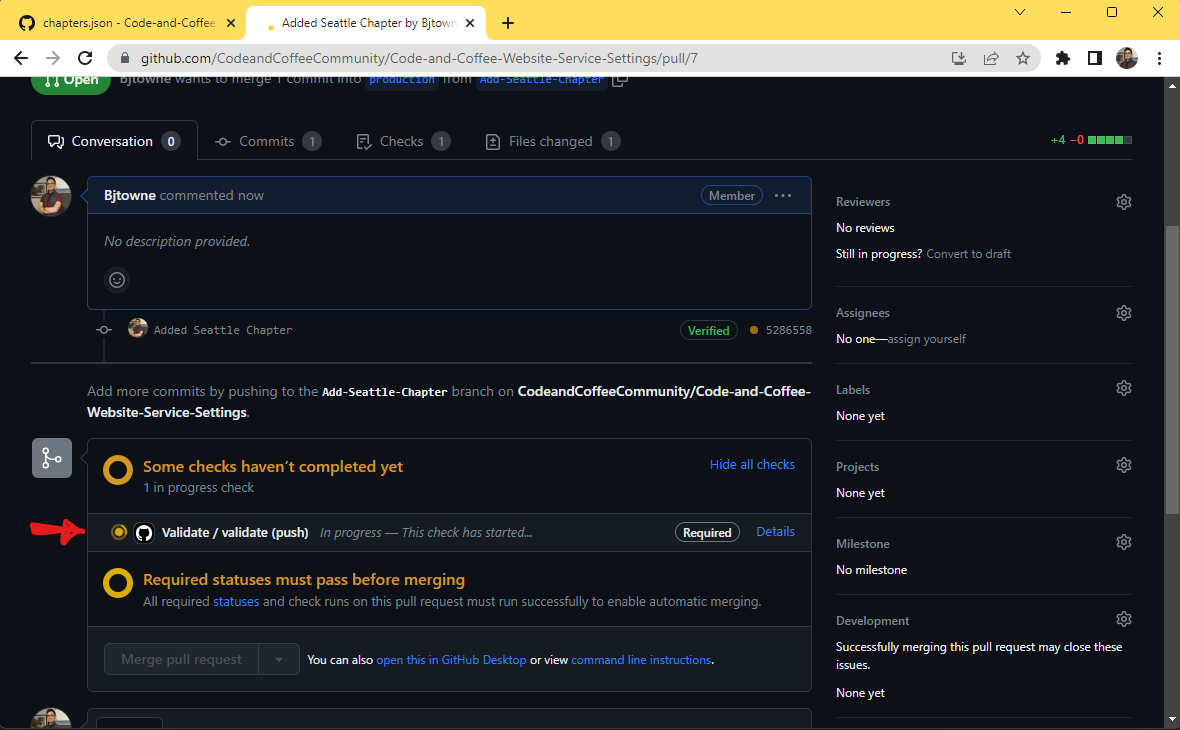 chapters.json - Code-and-Coffee
Added Seattle Chapter by Bjtown
github.com/CodeandCoffeeCommunity/Code-and-Coffee-Website-Service-Settings/pull/7
Open Bjtowne wants to merge 1 commit into production from Add-Seattle-Chapter
Conversation 0 Commits 1 Checks 1 Files changed 1 +4 −0
Bjtowne commented now Member
No description provided.
Added Seattle Chapter Verified 5286558
Add more commits by pushing to the Add-Seattle-Chapter branch on CodeandCoffeeCommunity/Code-and-Coffee-
Website-Service-Settings.
Some checks haven't completed yet Hide all checks
1 in progress check
Validate / validate (push) In progress — This check has started... Required Details
Required statuses must pass before merging
All required statuses and check runs on this pull request must run successfully to enable automatic merging.
Merge pull request You can also open this in GitHub Desktop or view command line instructions.
Reviewers
No reviews
Still in progress? Convert to draft
Assignees
No one—assign yourself
Labels
None yet
Projects
None yet
Milestone
No milestone
Development
Successfully merging this pull request may close these
issues.
None yet